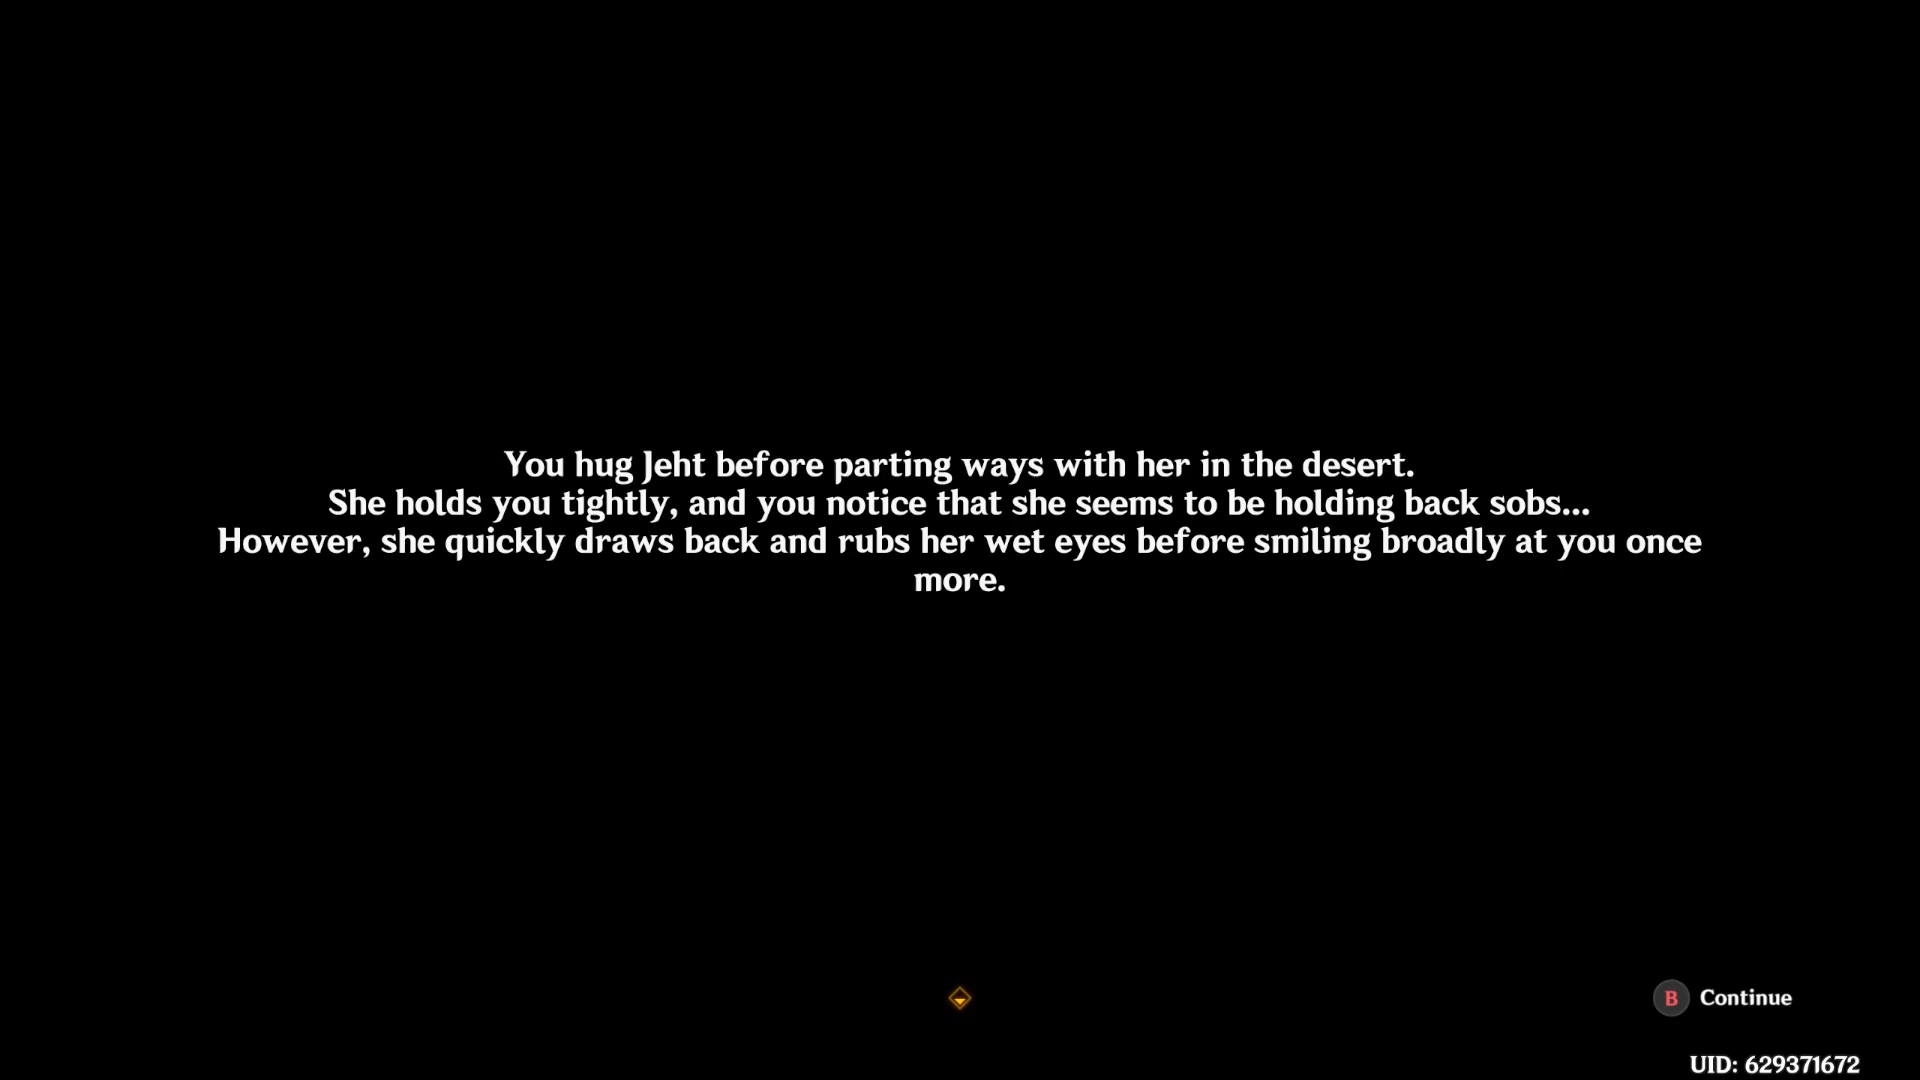 You hug Jeht before parting ways with her in the desert.
She holds you tightly, and you notice that she seems to be holding back sobs...
However, she quickly draws back and rubs her wet eyes before smiling broadly at you once
more.
B Continue
UID: 629371672